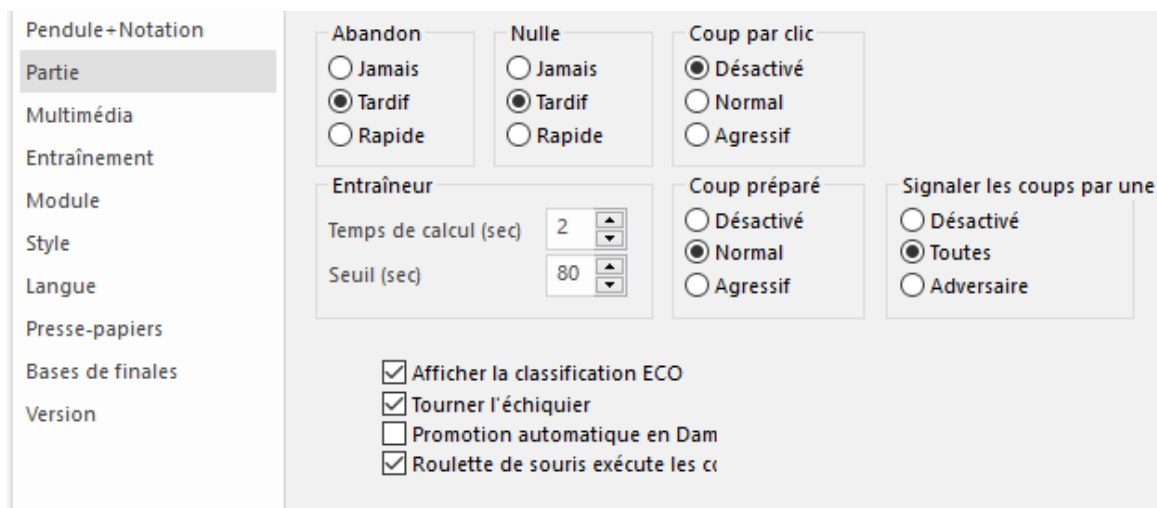 Pendule+Notation
Partie
Multimédia
Entraînement
Module
Style
Langue
Presse-papiers
Bases de finales
Version
Abandon
Jamais
Tardif
Rapide
Nulle
Jamais
Tardif
Rapide
Coup par clic
Désactivé
Normal
Agressif
Entraîneur
Temps de calcul (sec) 2
Seuil (sec) 80
Coup préparé
Désactivé
Normal
Agressif
Signaler les coups par une
Désactivé
Toutes
Adversaire
Afficher la classification ECO
Tourner l'échiquier
Promotion automatique en Dam
Roulette de souris exécute les co